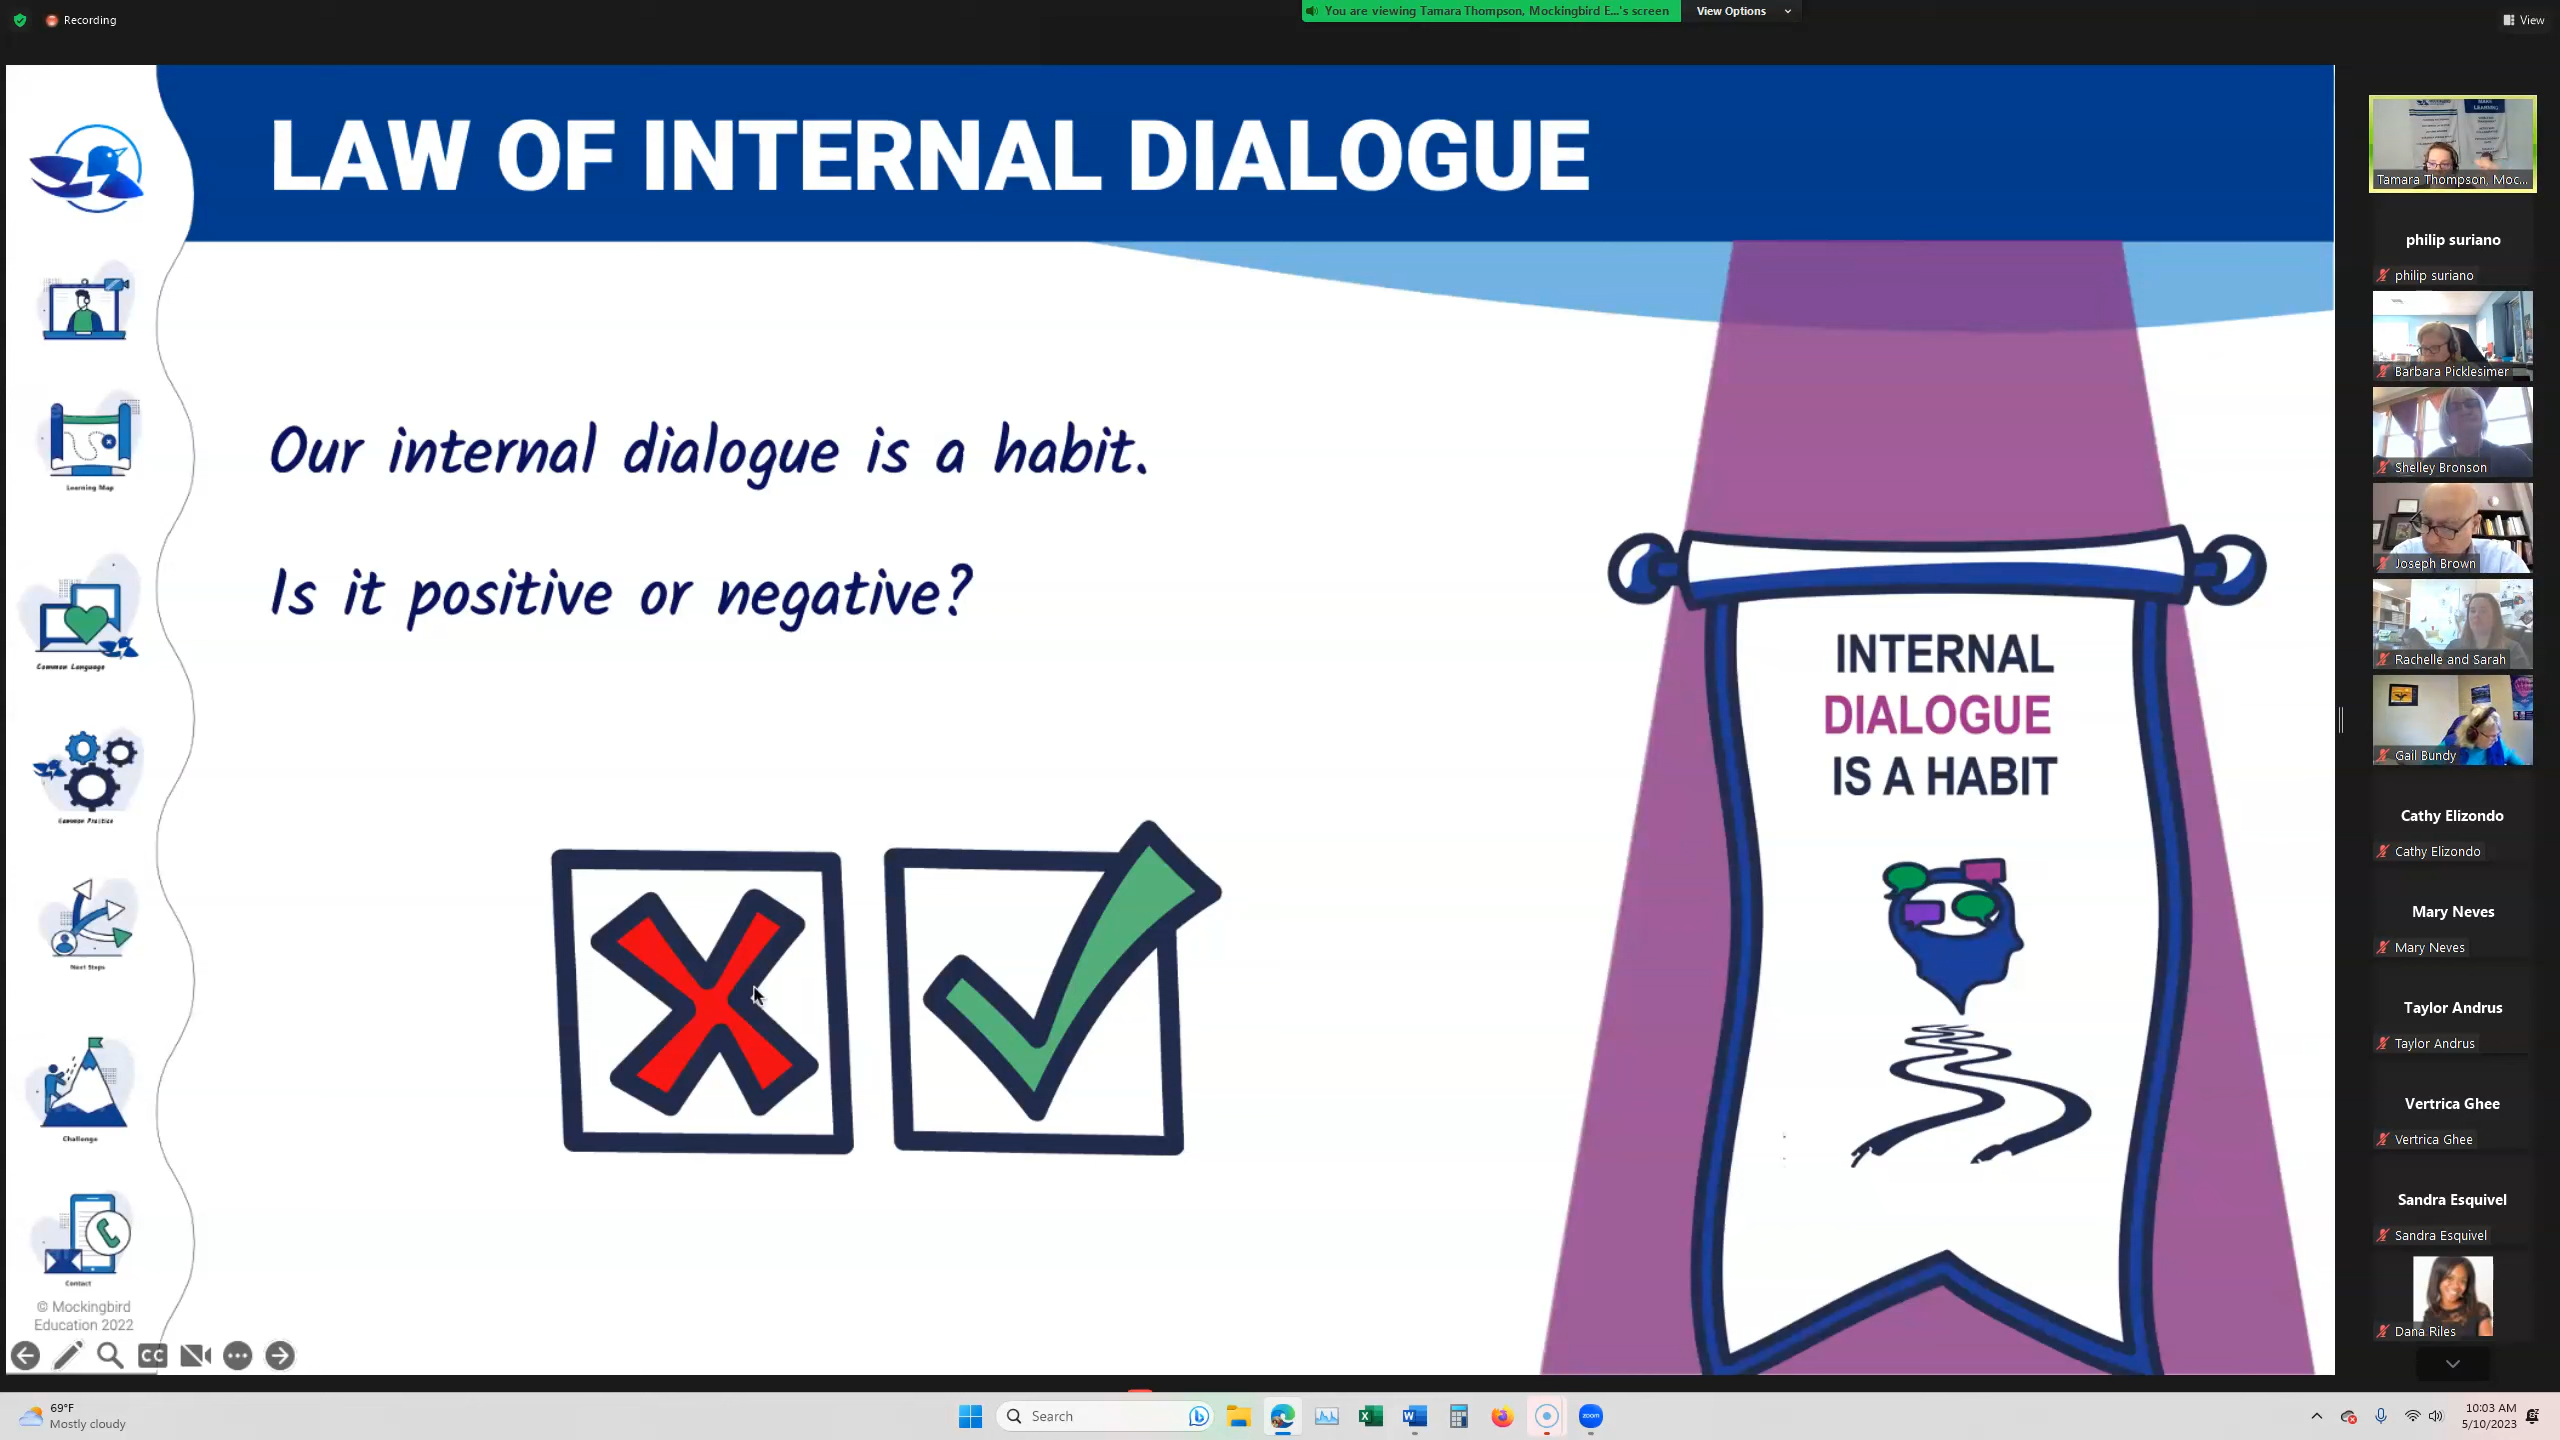 Recording
You are viewing Tamara Thompson, Mockingbird E...'s screen
View Options
View
LAW OF INTERNAL DIALOGUE
Our internal dialogue is a habit.
Is it positive or negative?
INTERNAL
DIALOGUE
IS A HABIT
Learning Map
Common Language
Common Practice
Next Steps
Challenge
Contact
© Mockingbird
Education 2022
CC
Tamara Thompson, Moc...
philip suriano
philip suriano
Barbara Picklesimer
Shelley Bronson
Joseph Brown
Rachelle and Sarah
Gail Bundy
Cathy Elizondo
Cathy Elizondo
Mary Neves
Mary Neves
Taylor Andrus
Taylor Andrus
Vertrica Ghee
Vertrica Ghee
Sandra Esquivel
Sandra Esquivel
Dana Riles
69°F
Mostly cloudy
Search
zoom
10:03 AM
5/10/2023